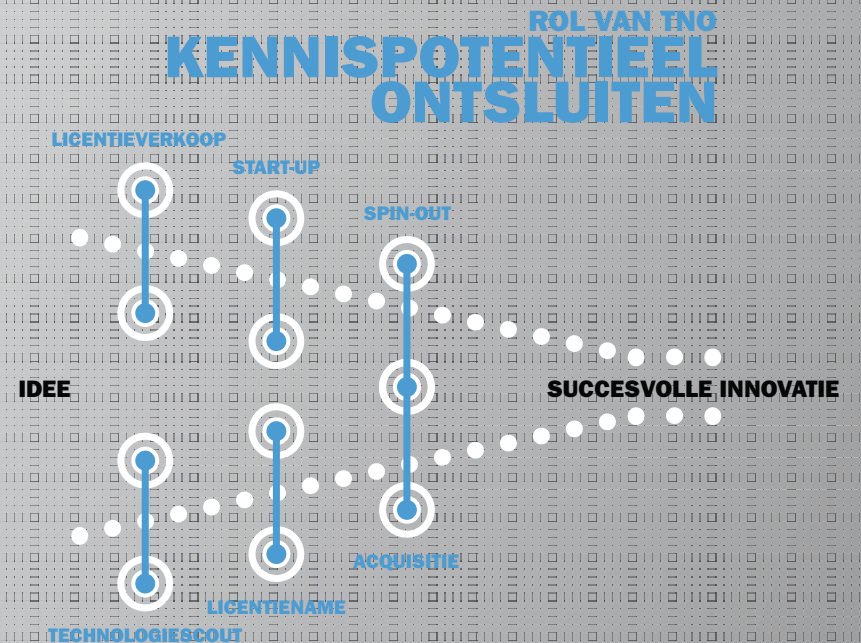 ROL VAN TNO
KENNISPOTENTIEEL
ONTSLUITEN
LICENTIEVERKOOP
START-UP
SPIN-OUT
IDEE
SUCCESVOLLE INNOVATIE
ACQUISITIE
LICENTIENAME
TECHNOLOGIESCOUT